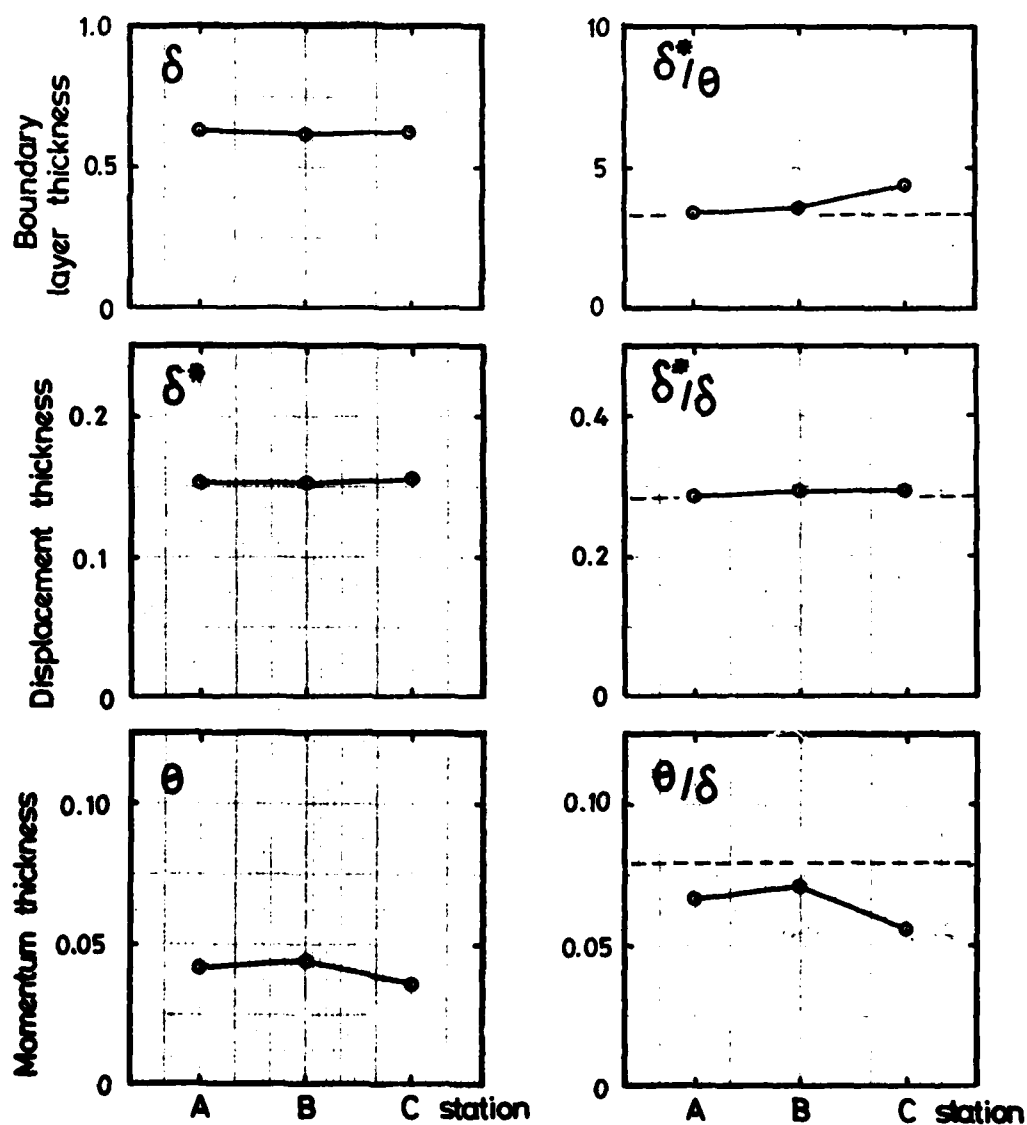 Boundary
layer thickness
1.0
0.5
0
δ
10
5
0
δ*/θ
Displacement thickness
0.2
0.1
0
δ*
0.4
0.2
0
δ*/δ
Momentum thickness
0.10
0.05
0
θ
A B C station
0.10
0.05
0
θ/δ
A B C station